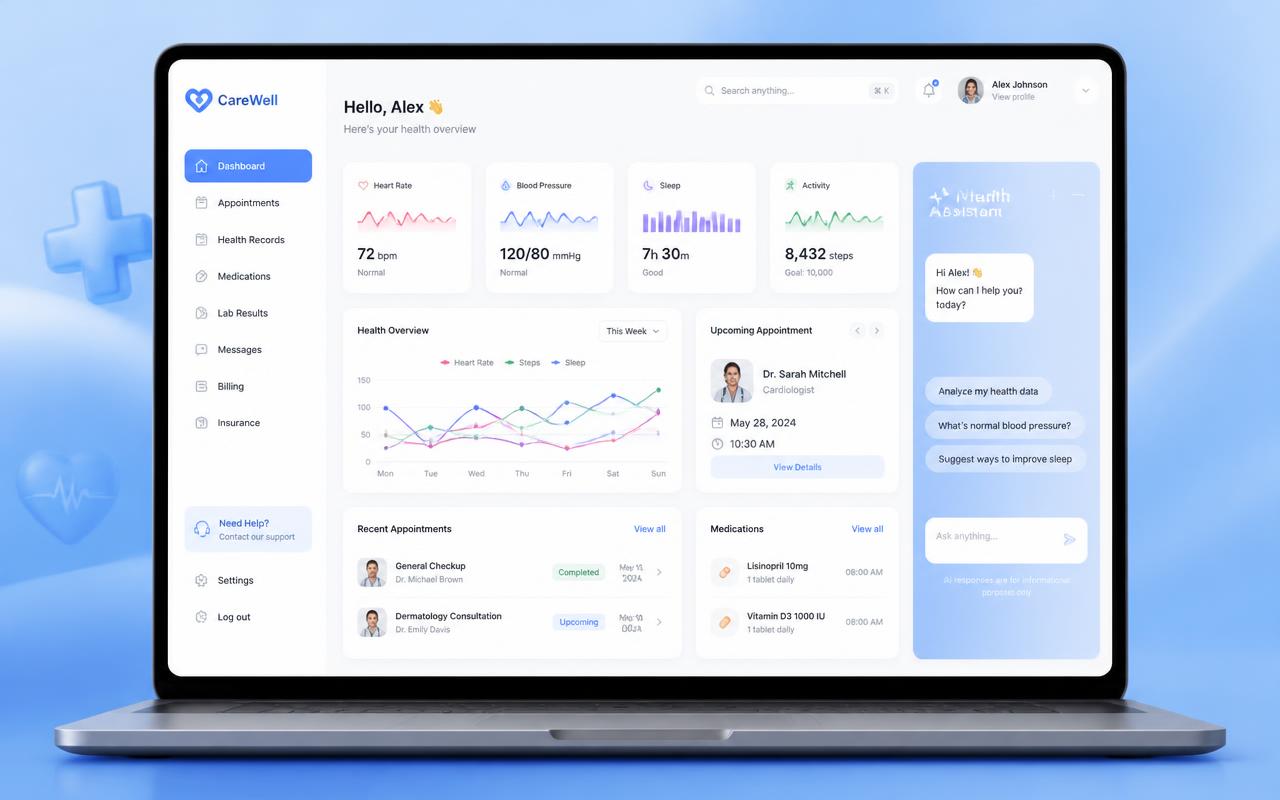 CareWell
Dashboard
Appointments
Health Records
Medications
Lab Results
Messages
Billing
Insurance
Need Help?
Contact our support
Settings
Log out
Hello, Alex 👋
Here's your health overview
Search anything...
⌘ K
Alex Johnson
View profile
Heart Rate
72 bpm
Normal
Blood Pressure
120/80 mmHg
Normal
Sleep
7h 30m
Good
Activity
8,432 steps
Goal: 10,000
Health Overview
This Week
Heart Rate
Steps
Sleep
150
100
50
0
Mon
Tue
Wed
Thu
Fri
Sat
Sun
Upcoming Appointment
Dr. Sarah Mitchell
Cardiologist
May 28, 2024
10:30 AM
View Details
Recent Appointments
View all
General Checkup
Dr. Michael Brown
Completed
Dermatology Consultation
Dr. Emily Davis
Upcoming
Medications
View all
Lisinopril 10mg
1 tablet daily
08:00 AM
Vitamin D3 1000 IU
1 tablet daily
08:00 AM
Hi Alex! 👋
How can I help you?
today?
Analyze my health data
What's normal blood pressure?
Suggest ways to improve sleep
Ask anything...
AI responses are for informational
only